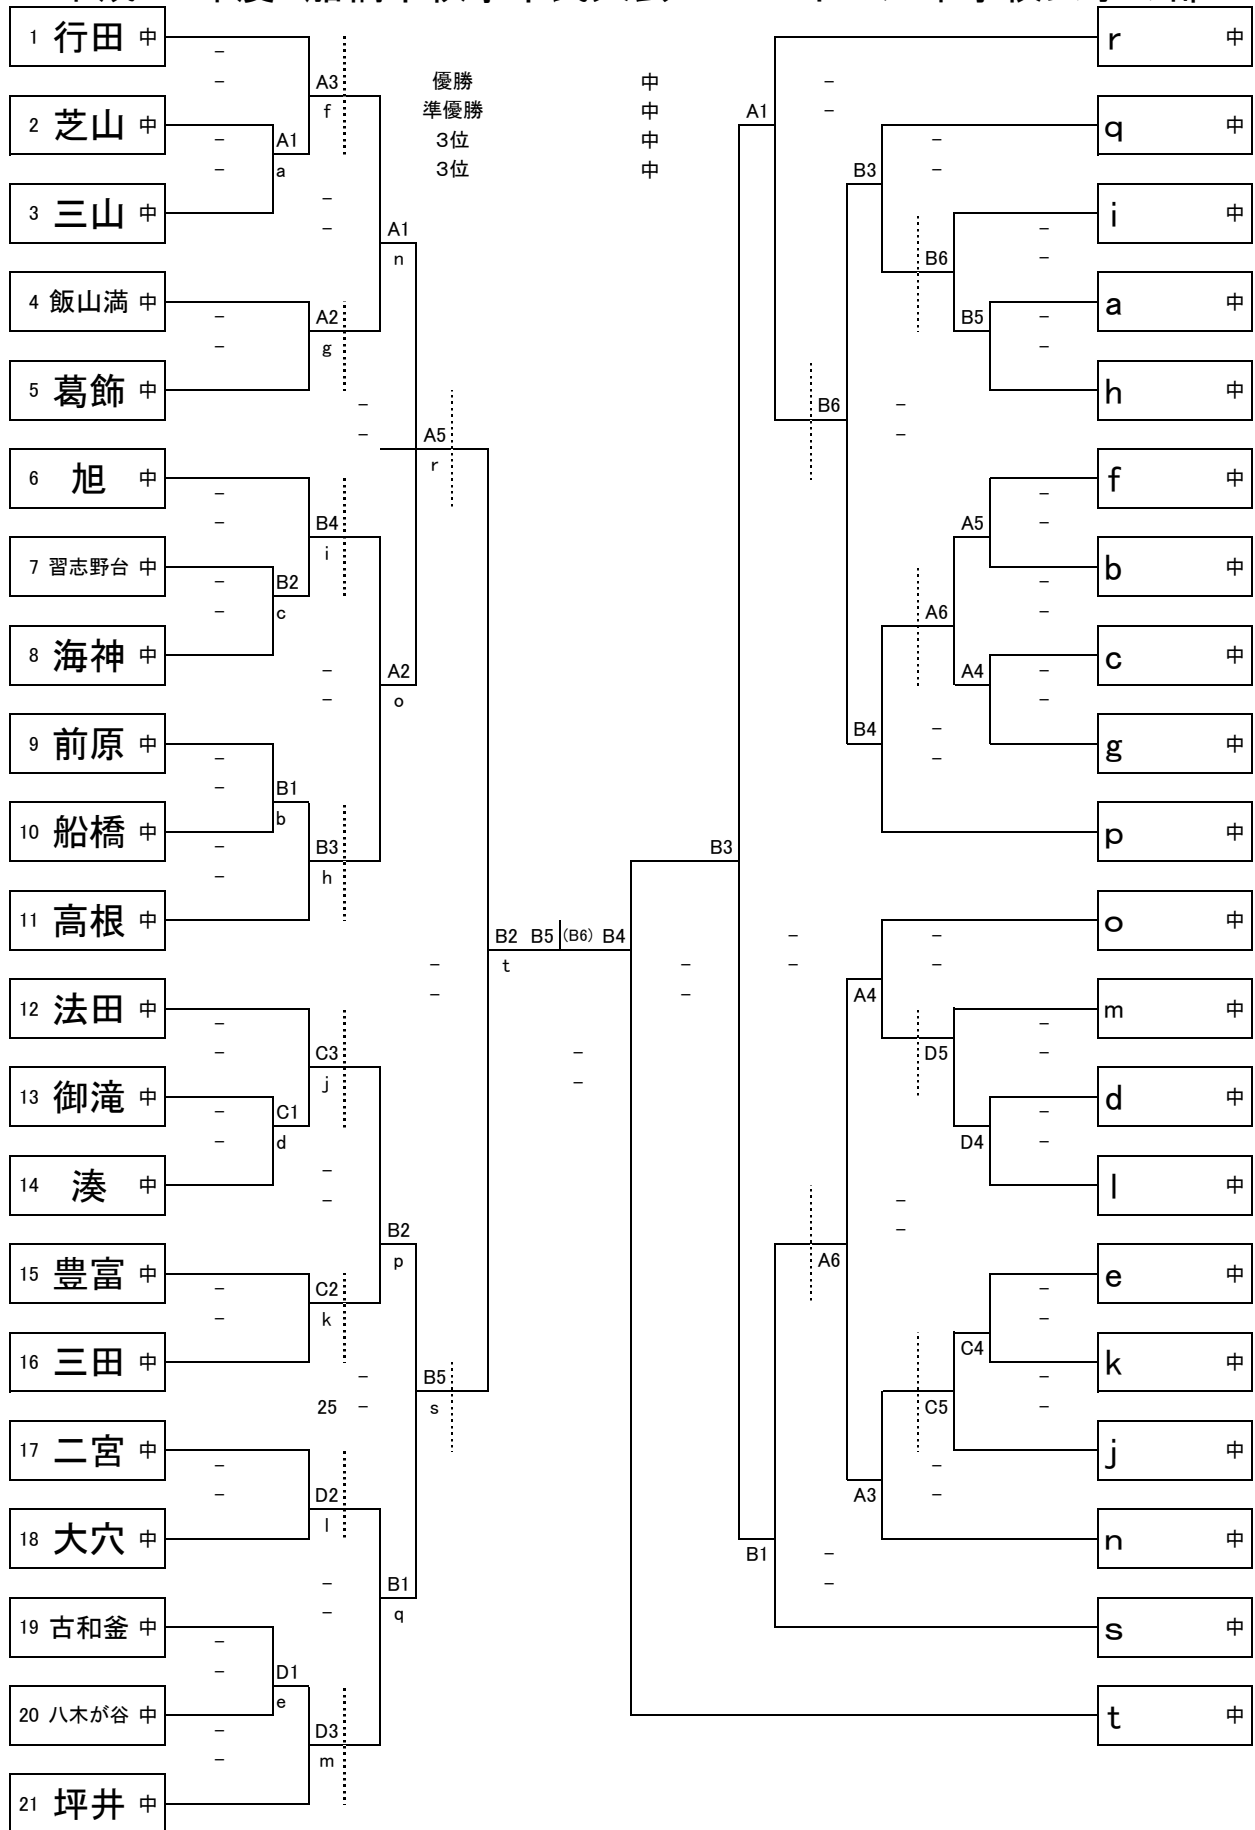 1 行田 中
A3
f
優勝 中
準優勝 中
3位 中
3位 中
2 芝山 中
A1
a
3 三山 中
A1
n
4 飯山満 中
A2
g
5 葛飾 中
A5
r
6 旭 中
B4
i
7 習志野台 中
B2
c
8 海神 中
A2
o
9 前原 中
B1
b
10 船橋 中
B3
h
11 高根 中
B2 B5 (B6) B4
t
12 法田 中
C3
j
13 御滝 中
C1
d
14 湊 中
B2
p
15 豊富 中
C2
k
16 三田 中
B5
s
25
17 二宮 中
D2
l
18 大穴 中
B1
q
19 古和釜 中
D1
e
20 八木が谷 中
D3
m
21 坪井 中
r 中
A1
q 中
B3
i 中
B6
a 中
B5
h 中
B6
f 中
A5
b 中
A6
c 中
A4
g 中
B4
p 中
B3
o 中
A4
m 中
D5
d 中
D4
l 中
A6
e 中
C4
k 中
C5
j 中
A3
n 中
B1
s 中
t 中